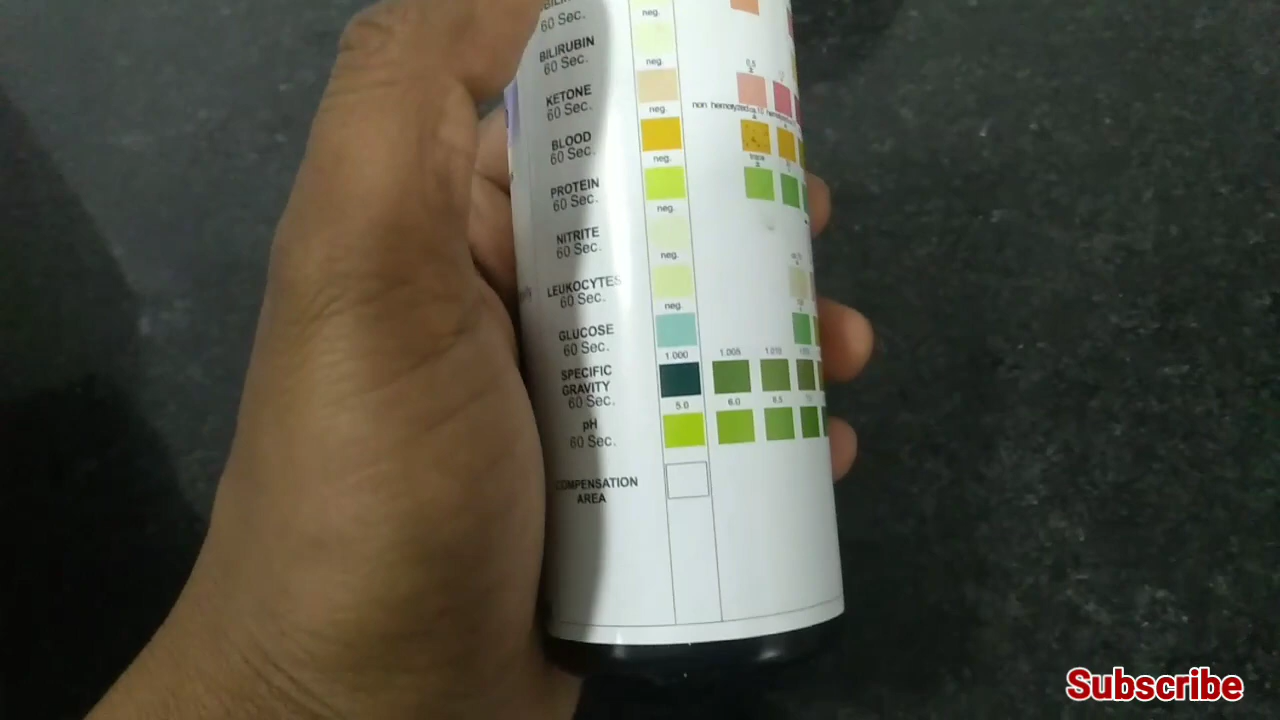 neg.
60 Sec.
BILIRUBIN
60 Sec.
neg.
0.5
KETONE
60 Sec.
neg.
non hemolyzed
BLOOD
60 Sec.
neg.
trace
PROTEIN
60 Sec.
neg.
NITRITE
60 Sec.
neg.
LEUKOCYTES
60 Sec.
neg.
GLUCOSE
60 Sec.
1.000 1.005 1.010
SPECIFIC
GRAVITY
60 Sec.
5.0 6.0 6.5
pH
60 Sec.
COMPENSATION
AREA
Subscribe